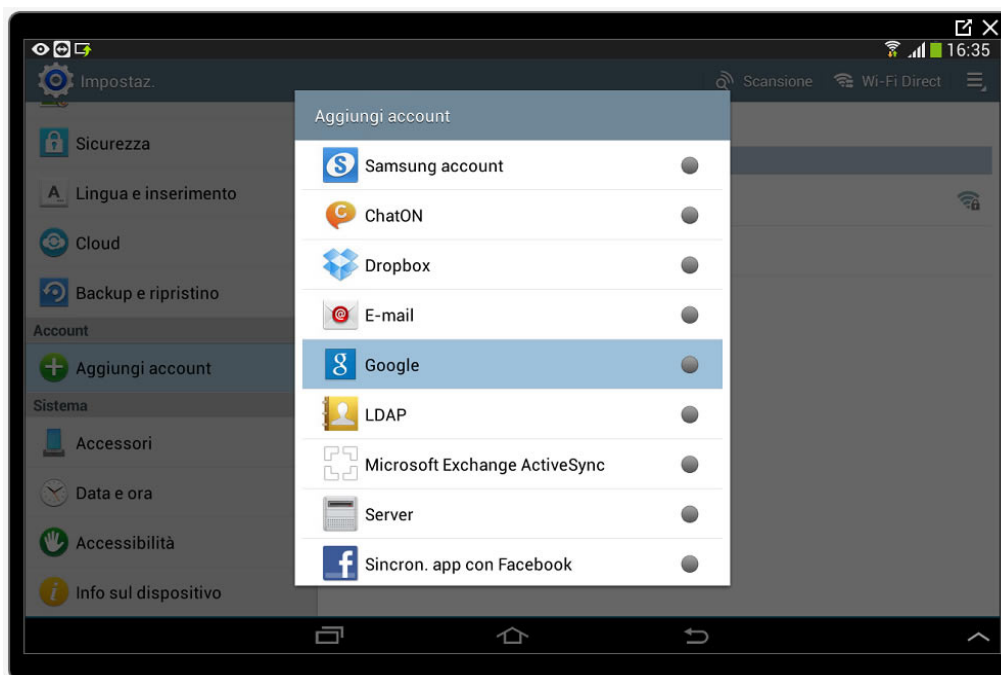 16:35
Impostaz.
Scansione
Wi-Fi Direct
Sicurezza
Lingua e inserimento
Cloud
Backup e ripristino
Account
Aggiungi account
Sistema
Accessori
Data e ora
Accessibilità
Info sul dispositivo
Aggiungi account
Samsung account
ChatON
Dropbox
E-mail
Google
LDAP
Microsoft Exchange ActiveSync
Server
Sincron. app con Facebook